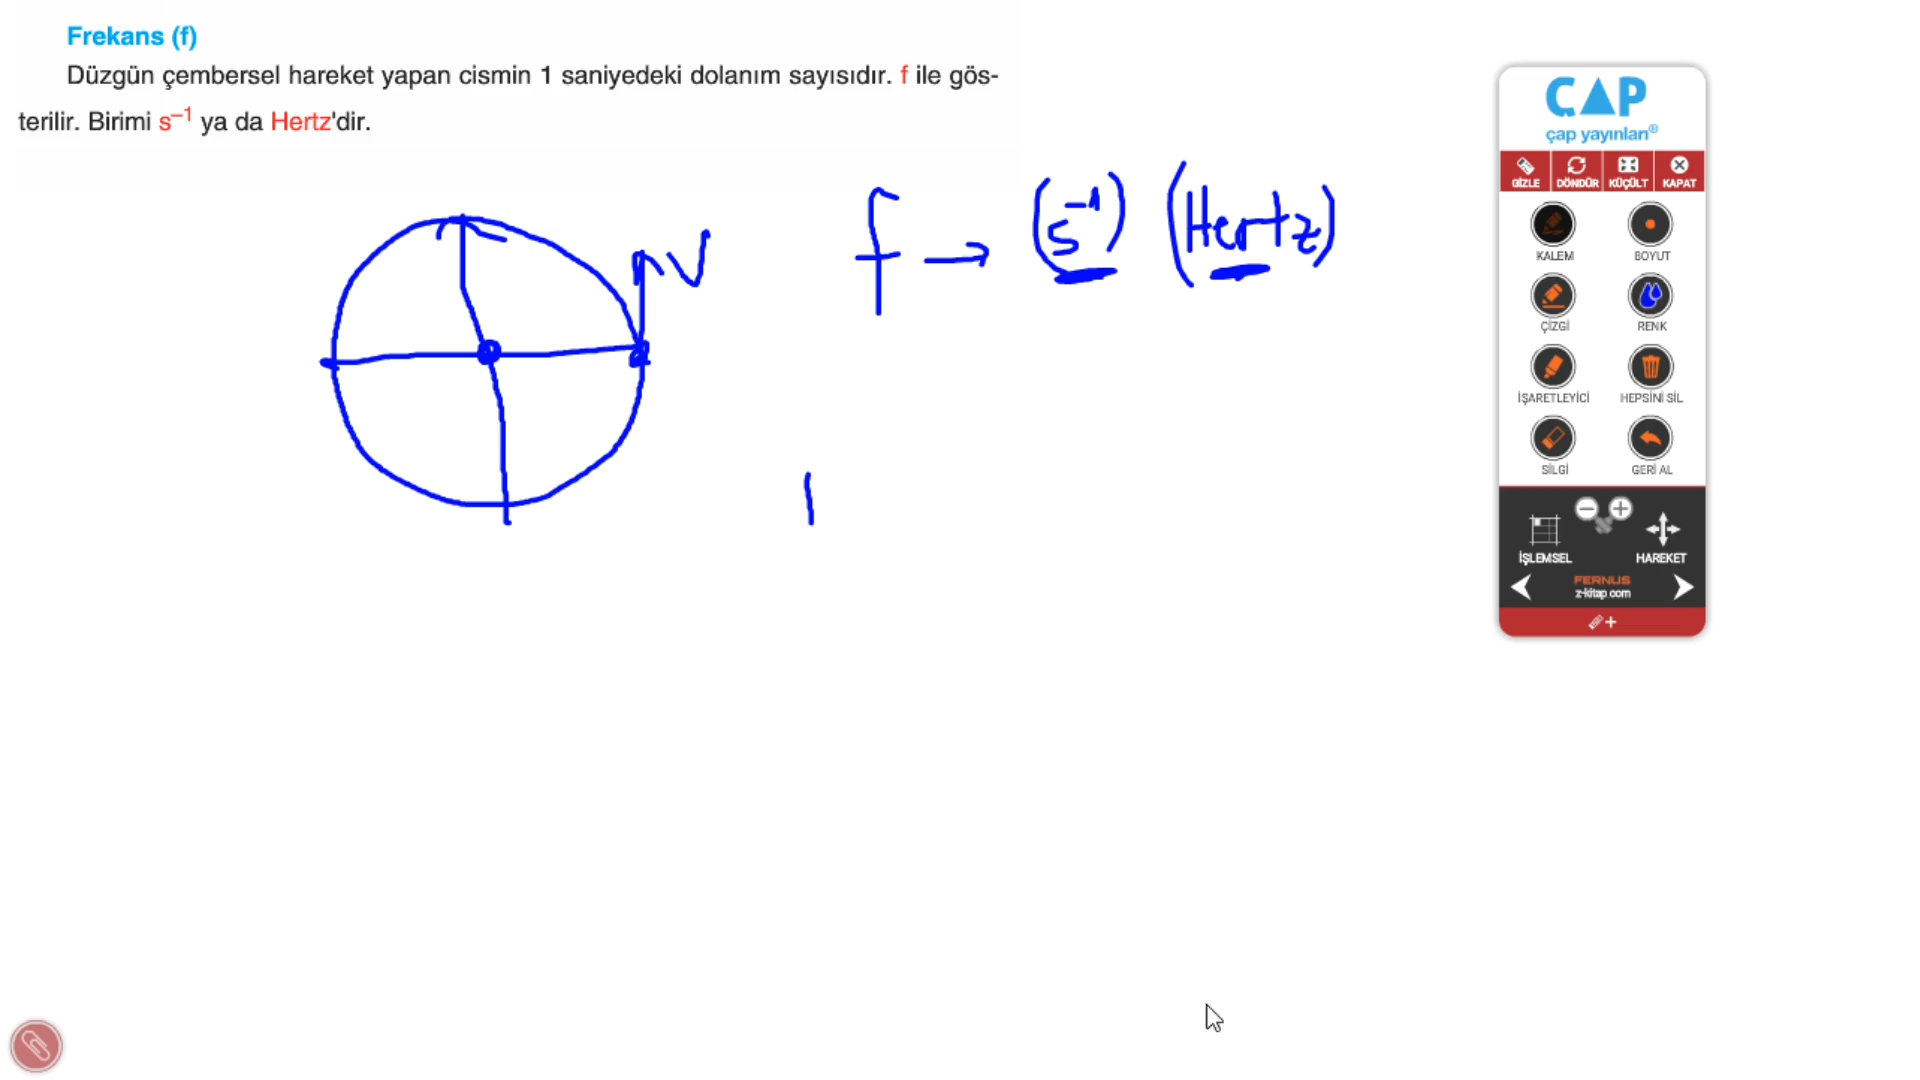 Frekans (f)
Düzgün çembersel hareket yapan cismin 1 saniyedeki dolanım sayısıdır. f ile gös-
terilir. Birimi s⁻¹ ya da Hertz'dir.
f → (s⁻¹) (Hertz)
V
1
ÇAP
çap yayınları®
GİZLE DÖNDÜR KÜÇÜLT KAPAT
KALEM BOYUT
ÇİZGİ RENK
İŞARETLEYİCİ HEPSİNİ SİL
SİLGİ GERİ AL
İŞLEMSEL HAREKET
FERNUS
z-kitap.com